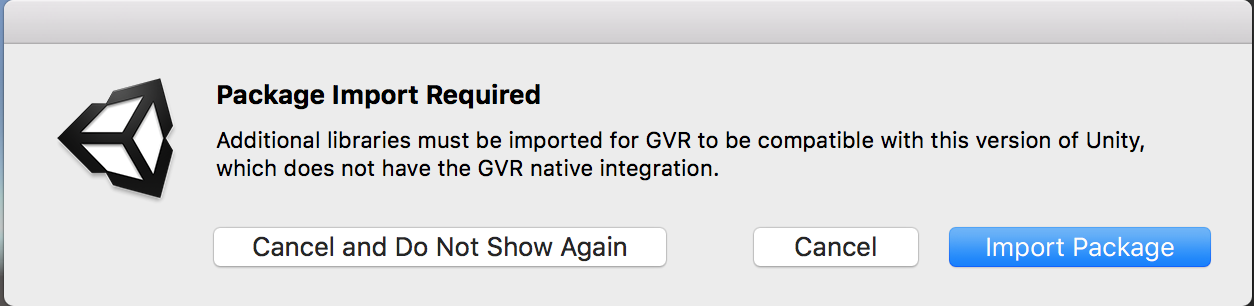 Package Import Required
Additional libraries must be imported for GVR to be compatible with this version of Unity,
which does not have the GVR native integration.
Cancel and Do Not Show Again
Cancel
Import Package